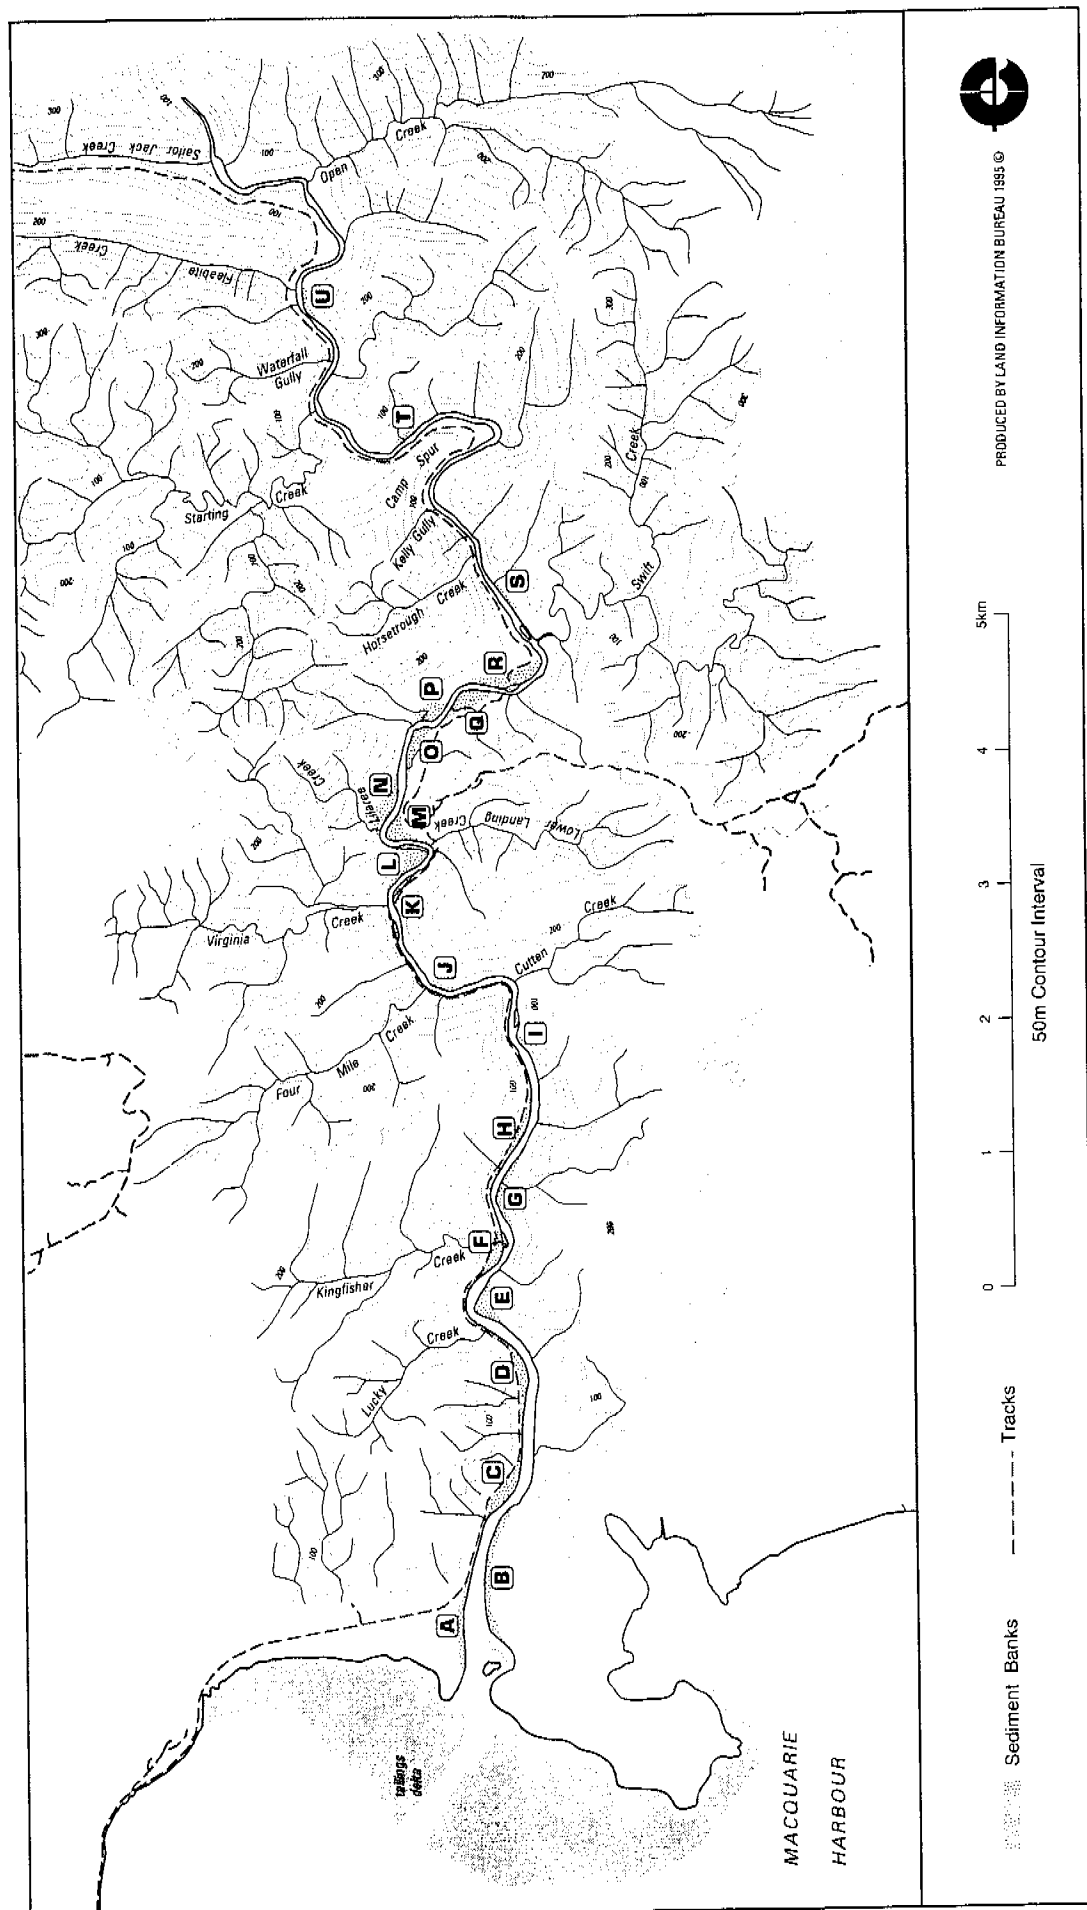 Sailor Jack Creek
Open
Creek
Fleabite
Creek
U
Waterfall
Gully
T
Camp Spur
Starting
Creek
Kelly Gully
Horsetrough Creek
S
Swift
Creek
R
P
Q
O
N
M
Creek
Lower Landing
Creek
L
K
Virginia
Creek
J
Cutten
Creek
I
Four Mile Creek
H
G
F
Kingfisher
Creek
E
Lucky
Creek
D
C
B
A
100
200
300
tailings
delta
MACQUARIE
HARBOUR
Sediment Banks
Tracks
0 1 2 3 4 5km
50m Contour Interval
PRODUCED BY LAND INFORMATION BUREAU 1995 ©